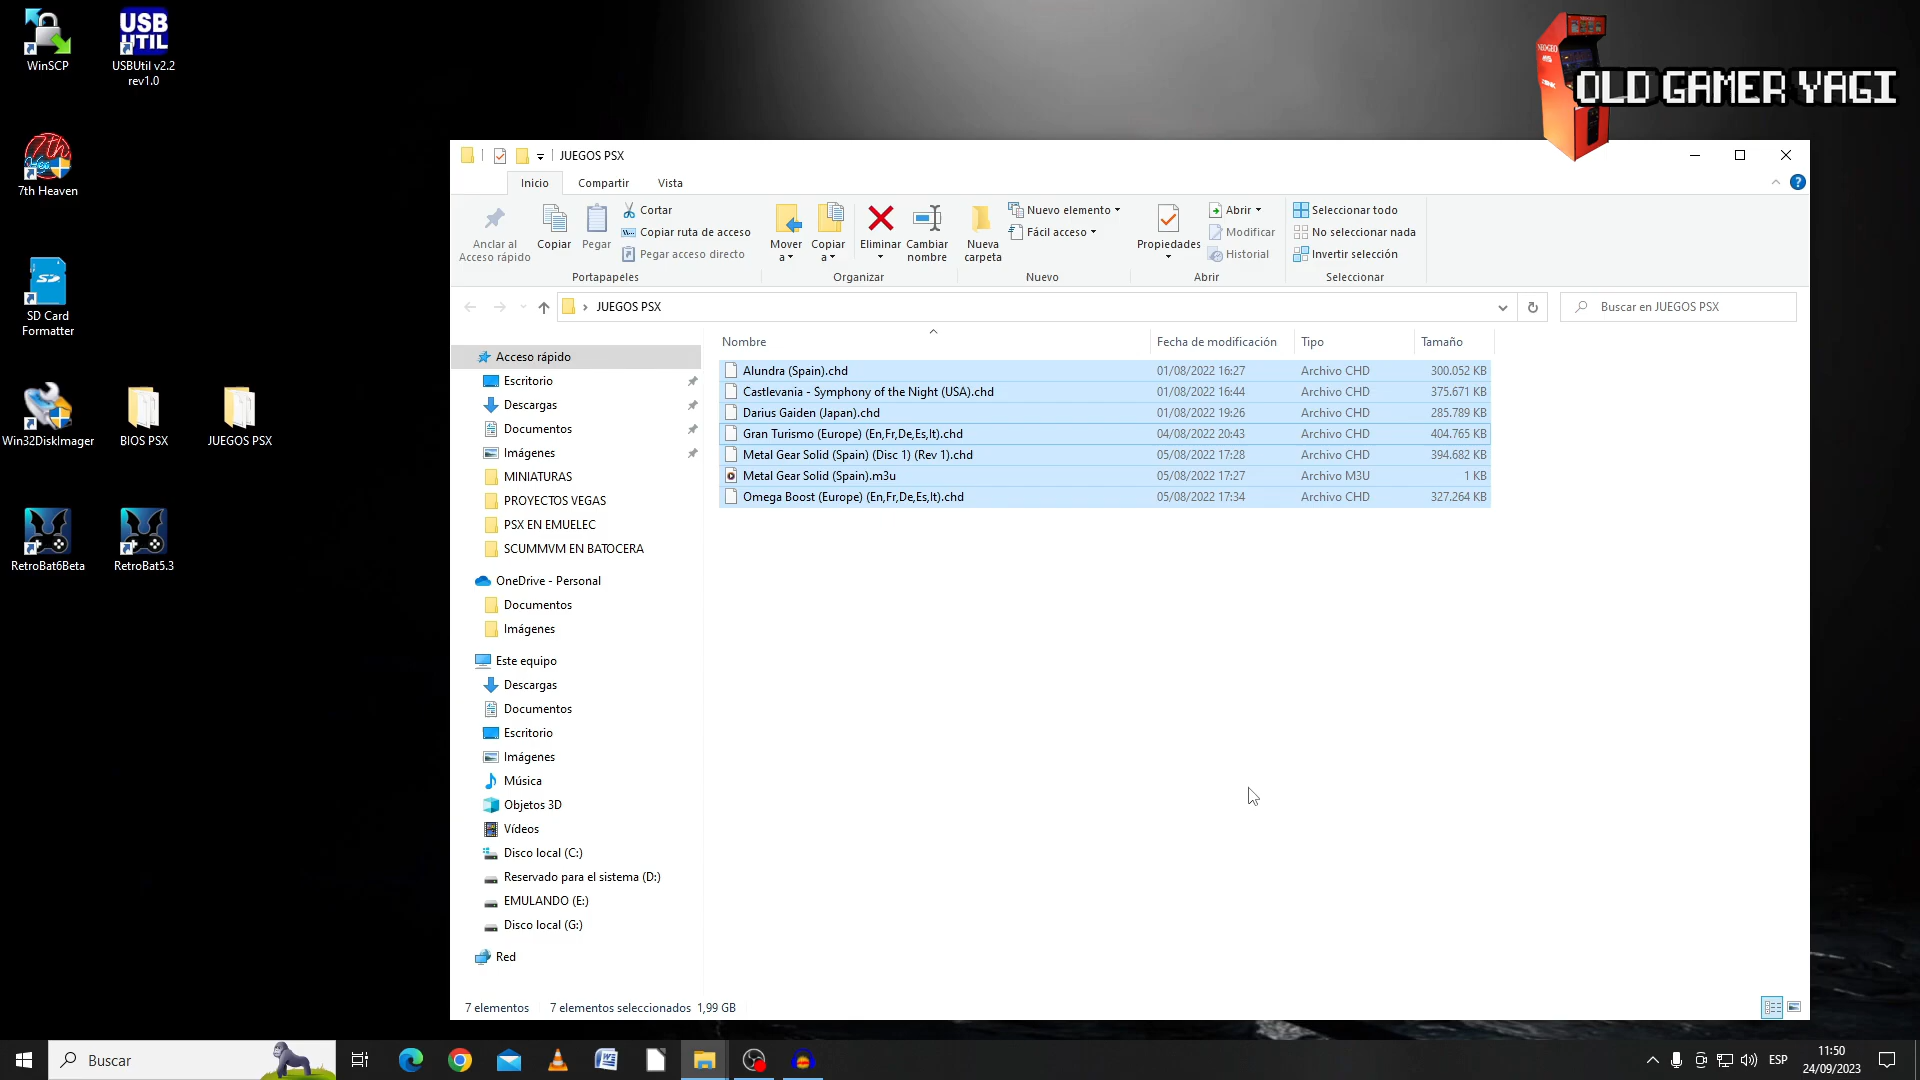 WinSCP
USB
UTIL
USBUtil v2.2
rev1.0
7th Heaven
SD Card
Formatter
Win32DiskImager
BIOS PSX
JUEGOS PSX
RetroBat6Beta
RetroBat5.3
OLD GAMER YAGI
JUEGOS PSX
Inicio
Compartir
Vista
Anclar al
Acceso rápido
Copiar
Pegar
Cortar
Copiar ruta de acceso
Pegar acceso directo
Portapapeles
Mover
a
Copiar
a
Eliminar
Cambiar
nombre
Organizar
Nueva
carpeta
Nuevo elemento
Fácil acceso
Nuevo
Propiedades
Abrir
Modificar
Historial
Abrir
Seleccionar todo
No seleccionar nada
Invertir selección
Seleccionar
JUEGOS PSX
Buscar en JUEGOS PSX
Acceso rápido
Escritorio
Descargas
Documentos
Imágenes
MINIATURAS
PROYECTOS VEGAS
PSX EN EMUELEC
SCUMMVM EN BATOCERA
OneDrive - Personal
Documentos
Imágenes
Este equipo
Descargas
Documentos
Escritorio
Imágenes
Música
Objetos 3D
Vídeos
Disco local (C:)
Reservado para el sistema (D:)
EMULANDO (E:)
Disco local (G:)
Red
Nombre Fecha de modificación Tipo Tamaño
Alundra (Spain).chd 01/08/2022 16:27 Archivo CHD 300.052 KB
Castlevania - Symphony of the Night (USA).chd 01/08/2022 16:44 Archivo CHD 375.671 KB
Darius Gaiden (Japan).chd 01/08/2022 19:26 Archivo CHD 285.789 KB
Gran Turismo (Europe) (En,Fr,De,Es,It).chd 04/08/2022 20:43 Archivo CHD 404.765 KB
Metal Gear Solid (Spain) (Disc 1) (Rev 1).chd 05/08/2022 17:28 Archivo CHD 394.682 KB
Metal Gear Solid (Spain).m3u 05/08/2022 17:27 Archivo M3U 1 KB
Omega Boost (Europe) (En,Fr,De,Es,It).chd 05/08/2022 17:34 Archivo CHD 327.264 KB
7 elementos 7 elementos seleccionados 1,99 GB
Buscar
ESP
11:50
24/09/2023